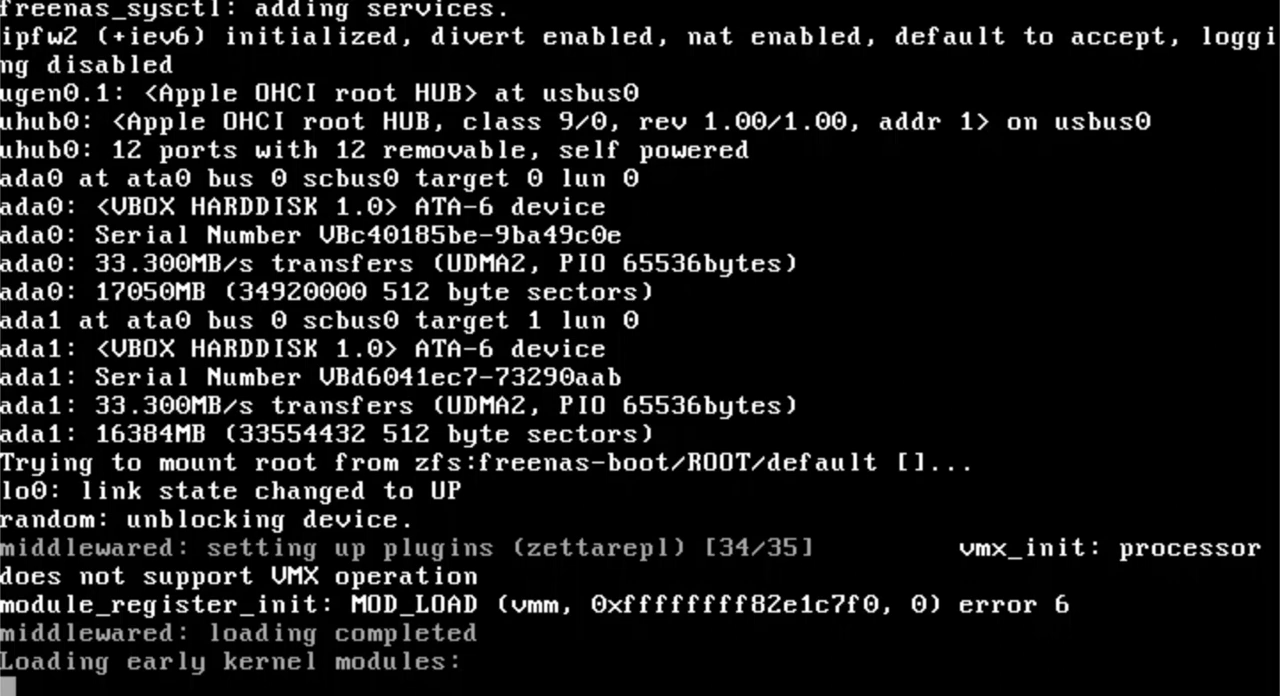 freenas_sysctl: adding services.
ipfw2 (+iev6) initialized, divert enabled, nat enabled, default to accept, loggi
ng disabled
ugen0.1: <Apple OHCI root HUB> at usbus0
uhub0: <Apple OHCI root HUB, class 9/0, rev 1.00/1.00, addr 1> on usbus0
uhub0: 12 ports with 12 removable, self powered
ada0 at ata0 bus 0 scbus0 target 0 lun 0
ada0: <VBOX HARDDISK 1.0> ATA-6 device
ada0: Serial Number VBc40185be-9ba49c0e
ada0: 33.300MB/s transfers (UDMA2, PIO 65536bytes)
ada0: 17050MB (34920000 512 byte sectors)
ada1 at ata0 bus 0 scbus0 target 1 lun 0
ada1: <VBOX HARDDISK 1.0> ATA-6 device
ada1: Serial Number VBd6041ec7-73290aab
ada1: 33.300MB/s transfers (UDMA2, PIO 65536bytes)
ada1: 16384MB (33554432 512 byte sectors)
Trying to mount root from zfs:freenas-boot/ROOT/default []...
lo0: link state changed to UP
random: unblocking device.
middlewared: setting up plugins (zettarepl) [34/35] vmx_init: processor
does not support VMX operation
module_register_init: MOD_LOAD (vmm, 0xffffffff82e1c7f0, 0) error 6
middlewared: loading completed
Loading early kernel modules: